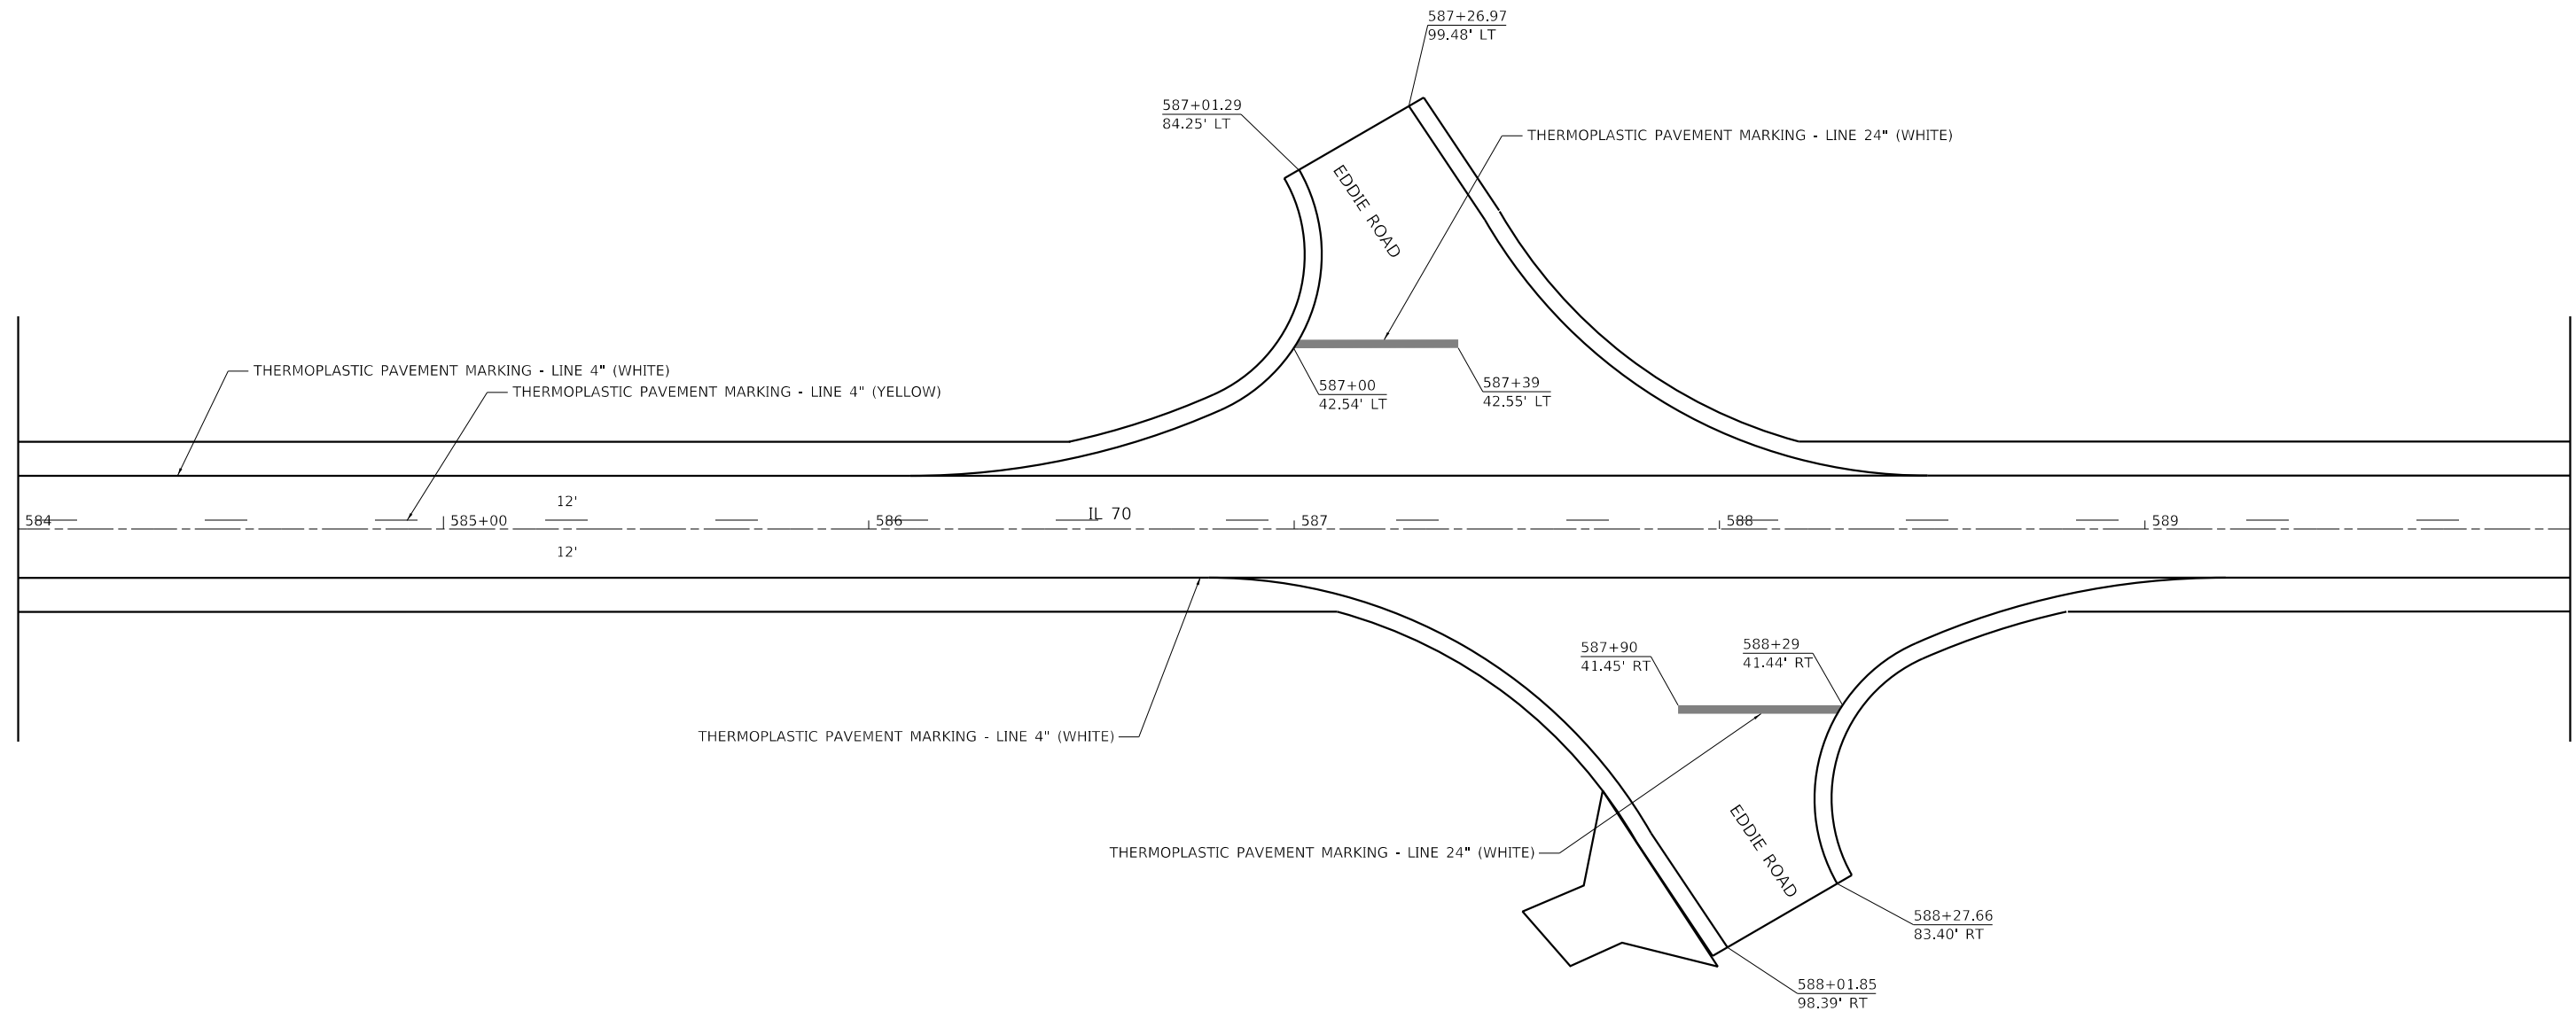 587+26.97
99.48' LT
587+01.29
84.25' LT
THERMOPLASTIC PAVEMENT MARKING - LINE 24" (WHITE)
EDDIE ROAD
THERMOPLASTIC PAVEMENT MARKING - LINE 4" (WHITE)
THERMOPLASTIC PAVEMENT MARKING - LINE 4" (YELLOW)
587+00
42.54' LT
587+39
42.55' LT
12'
584
585+00
586
IL 70
587
588
589
12'
587+90
41.45' RT
588+29
41.44' RT
THERMOPLASTIC PAVEMENT MARKING - LINE 4" (WHITE)
THERMOPLASTIC PAVEMENT MARKING - LINE 24" (WHITE)
EDDIE ROAD
588+27.66
83.40' RT
588+01.85
98.39' RT